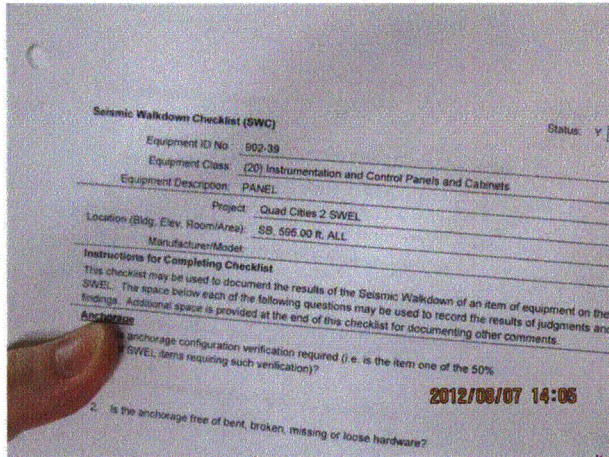 Seismic Walkdown Checklist (SWC)
Status: Y
Equipment ID No. 902-39
Equipment Class: (20) Instrumentation and Control Panels and Cabinets
Equipment Description: PANEL
Project: Quad Cities 2 SWEL
Location (Bldg, Elev, Room/Area): SB, 595.00 ft, ALL
Manufacturer/Model:
Instructions for Completing Checklist
This checklist may be used to document the results of the Seismic Walkdown of an item of equipment on the
SWEL. The space below each of the following questions may be used to record the results of judgments and
findings. Additional space is provided at the end of this checklist for documenting other comments.
Anchorage
anchorage configuration verification required (i.e. is the item one of the 50%
SWEL items requiring such verification)?
2012/08/07 14:05
2. Is the anchorage free of bent, broken, missing or loose hardware?